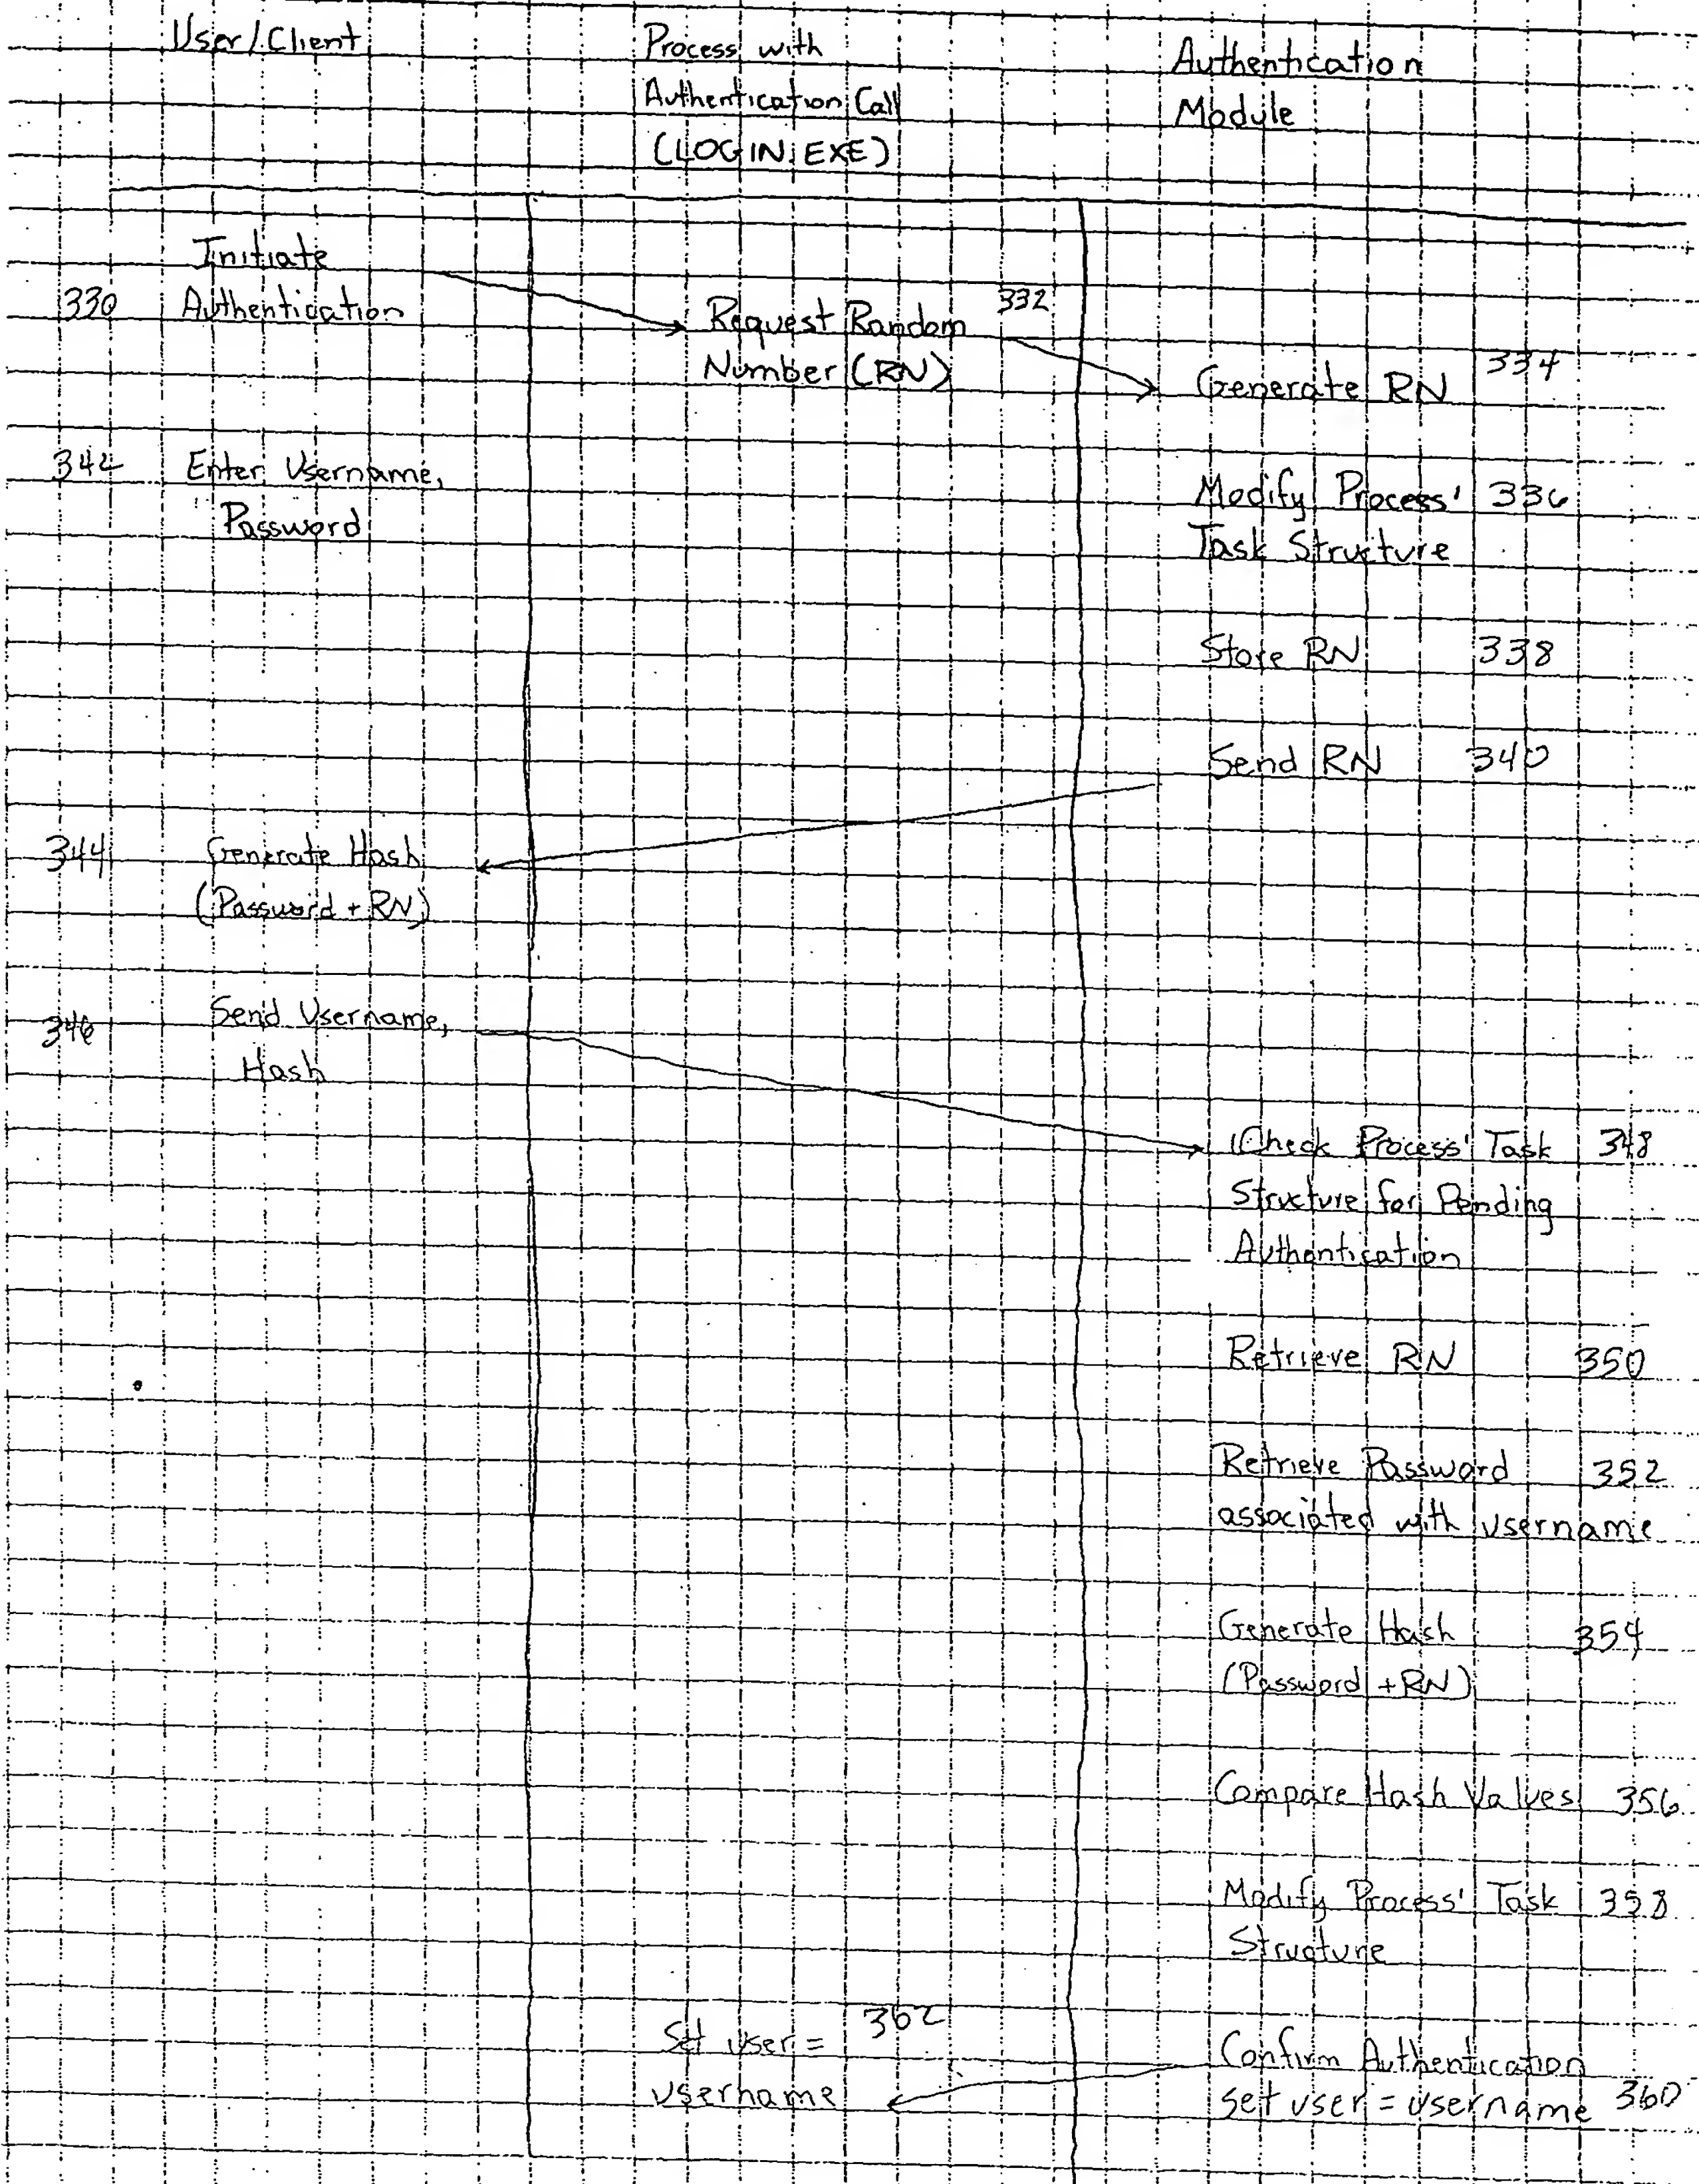 User/Client
Process with
Authentication Call
(LOGIN.EXE)
Authentication
Module
Initiate
330 Authentication
Request Random 332
Number (RN)
Generate RN 334
342 Enter Username,
Password
Modify Process' 336
Task Structure
Store RN 338
Send RN 340
344 Generate Hash
(Password + RN)
346 Send Username,
Hash
Check Process' Task 348
Structure for Pending
Authentication
Retrieve RN 350
Retrieve Password 352
associated with username
Generate Hash 354
(Password + RN)
Compare Hash Values 356
Modify Process' Task 358
Structure
Set user = 362
username
Confirm Authentication
set user = username 360